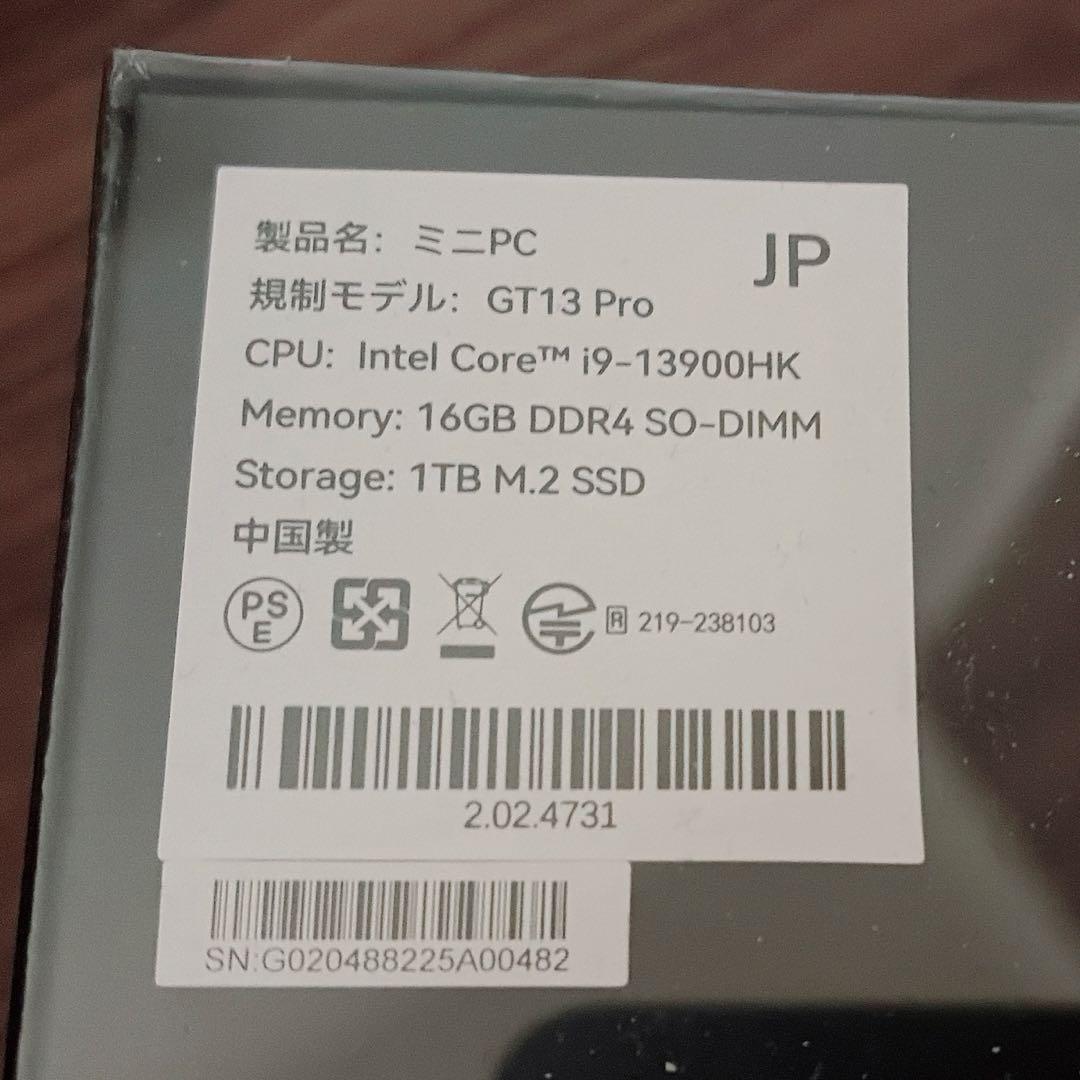 製品名: ミニPC
JP
規制モデル: GT13 Pro
CPU: Intel Core™ i9-13900HK
Memory: 16GB DDR4 SO-DIMM
Storage: 1TB M.2 SSD
中国製
PS
E
R 219-238103
2.02.4731
SN:G020488225A00482